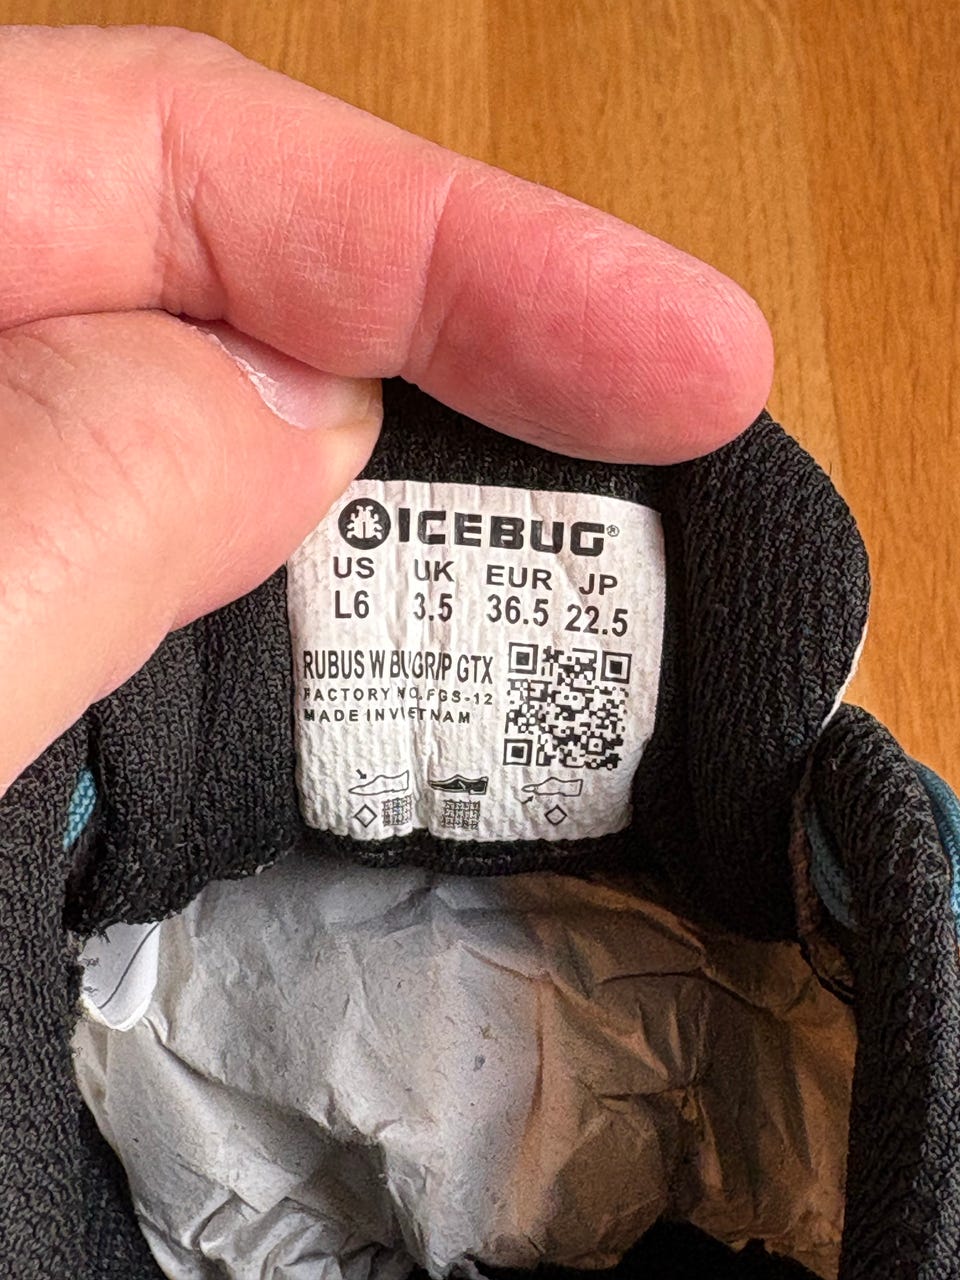 ICEBUG®
US UK EUR JP
L6 3.5 36.5 22.5
RUBUS W BUGRIP GTX
FACTORY NO. FGS-12
MADE IN VIETNAM